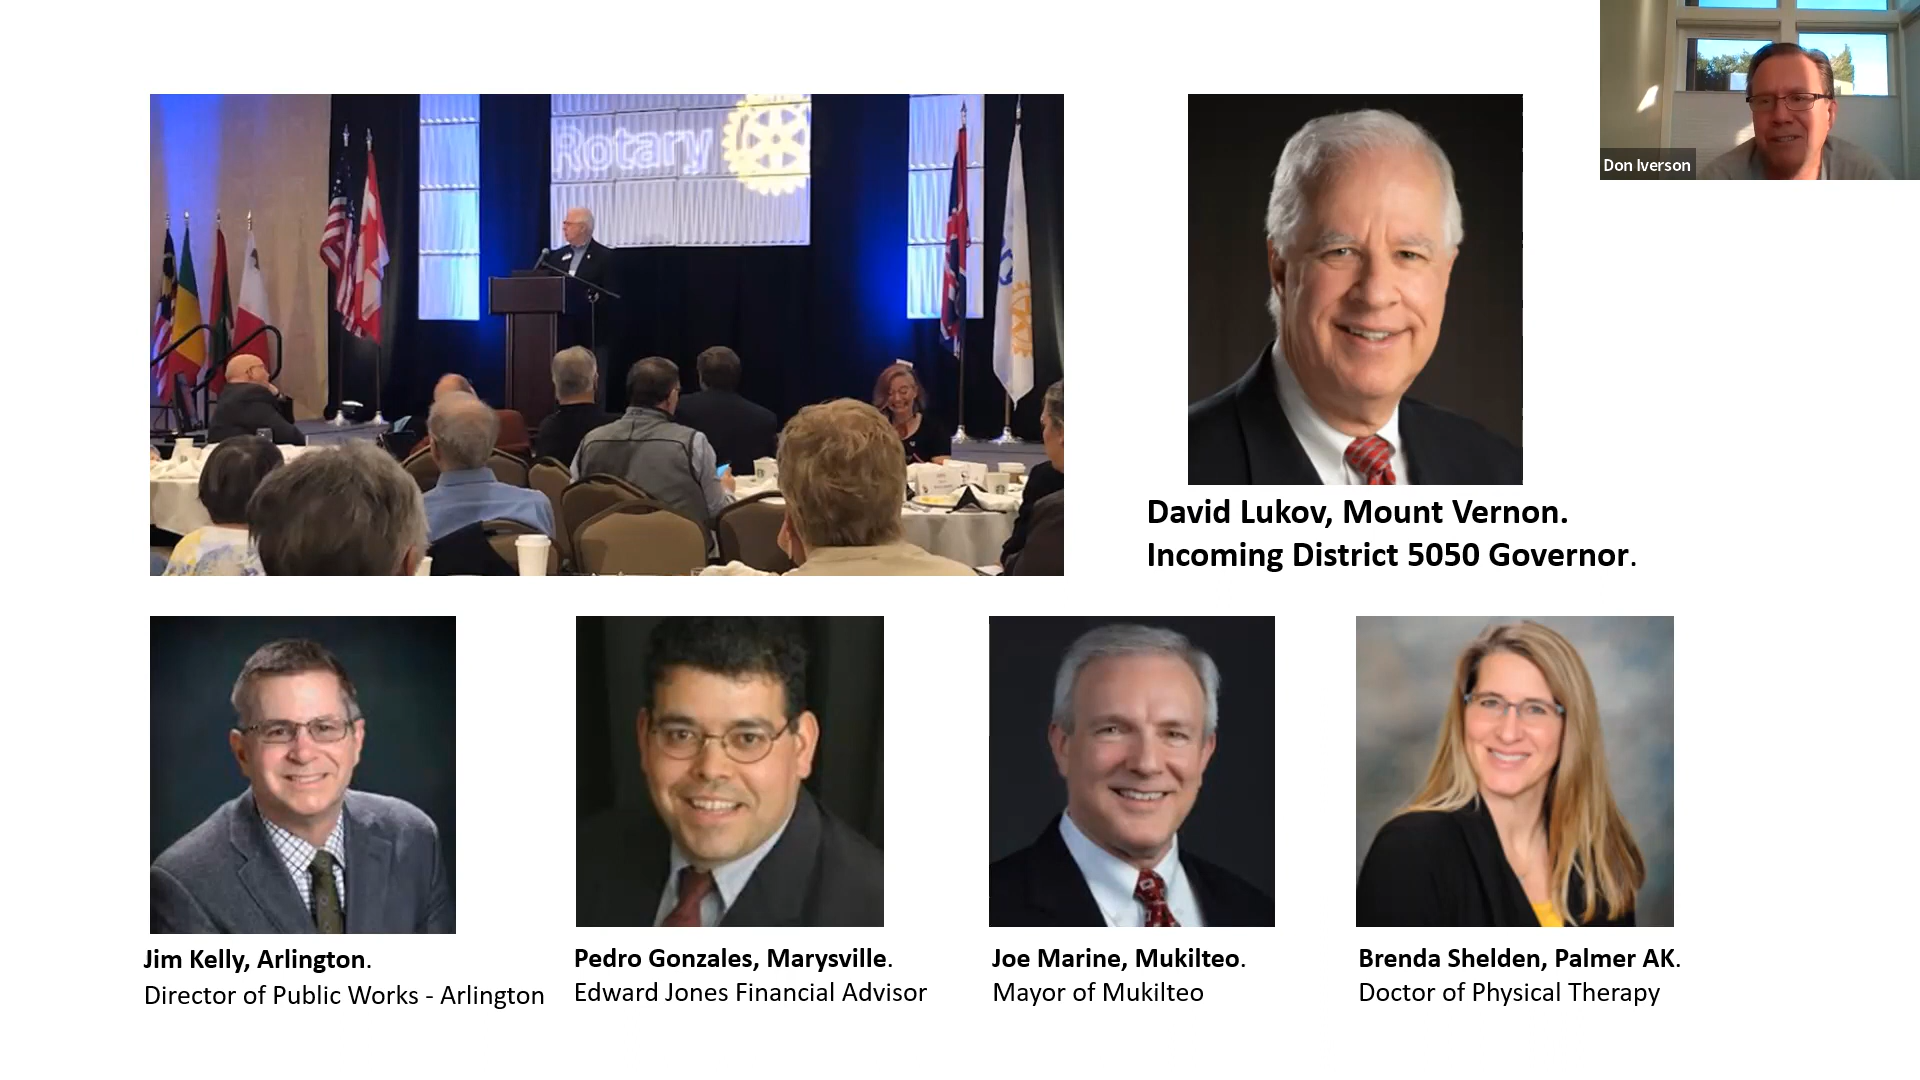 Rotary
Don Iverson
David Lukov, Mount Vernon.
Incoming District 5050 Governor.
Jim Kelly, Arlington.
Director of Public Works - Arlington
Pedro Gonzales, Marysville.
Edward Jones Financial Advisor
Joe Marine, Mukilteo.
Mayor of Mukilteo
Brenda Shelden, Palmer AK.
Doctor of Physical Therapy